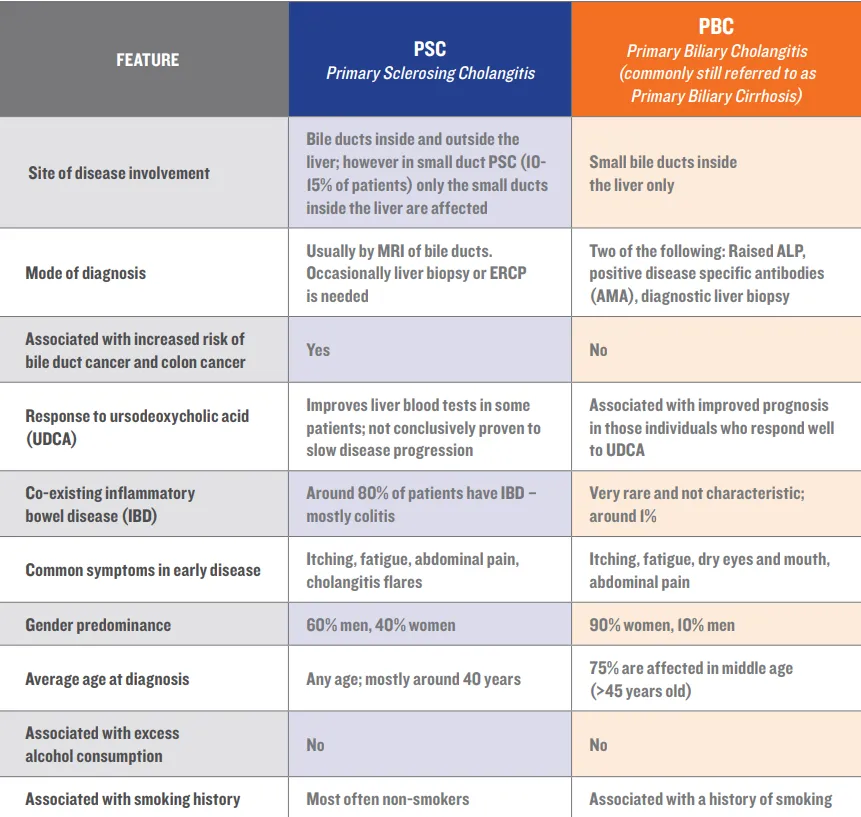 FEATURE
PSC
Primary Sclerosing Cholangitis
PBC
Primary Biliary Cholangitis
(commonly still referred to as
Primary Biliary Cirrhosis)
Site of disease involvement
Bile ducts inside and outside the
liver; however in small duct PSC (10-
15% of patients) only the small ducts
inside the liver are affected
Small bile ducts inside
the liver only
Mode of diagnosis
Usually by MRI of bile ducts.
Occasionally liver biopsy or ERCP
is needed
Two of the following: Raised ALP,
positive disease specific antibodies
(AMA), diagnostic liver biopsy
Associated with increased risk of
bile duct cancer and colon cancer
Yes
No
Response to ursodeoxycholic acid
(UDCA)
Improves liver blood tests in some
patients; not conclusively proven to
slow disease progression
Associated with improved prognosis
in those individuals who respond well
to UDCA
Co-existing inflammatory
bowel disease (IBD)
Around 80% of patients have IBD –
mostly colitis
Very rare and not characteristic;
around 1%
Common symptoms in early disease
Itching, fatigue, abdominal pain,
cholangitis flares
Itching, fatigue, dry eyes and mouth,
abdominal pain
Gender predominance
60% men, 40% women
90% women, 10% men
Average age at diagnosis
Any age; mostly around 40 years
75% are affected in middle age
(>45 years old)
Associated with excess
alcohol consumption
No
No
Associated with smoking history
Most often non-smokers
Associated with a history of smoking